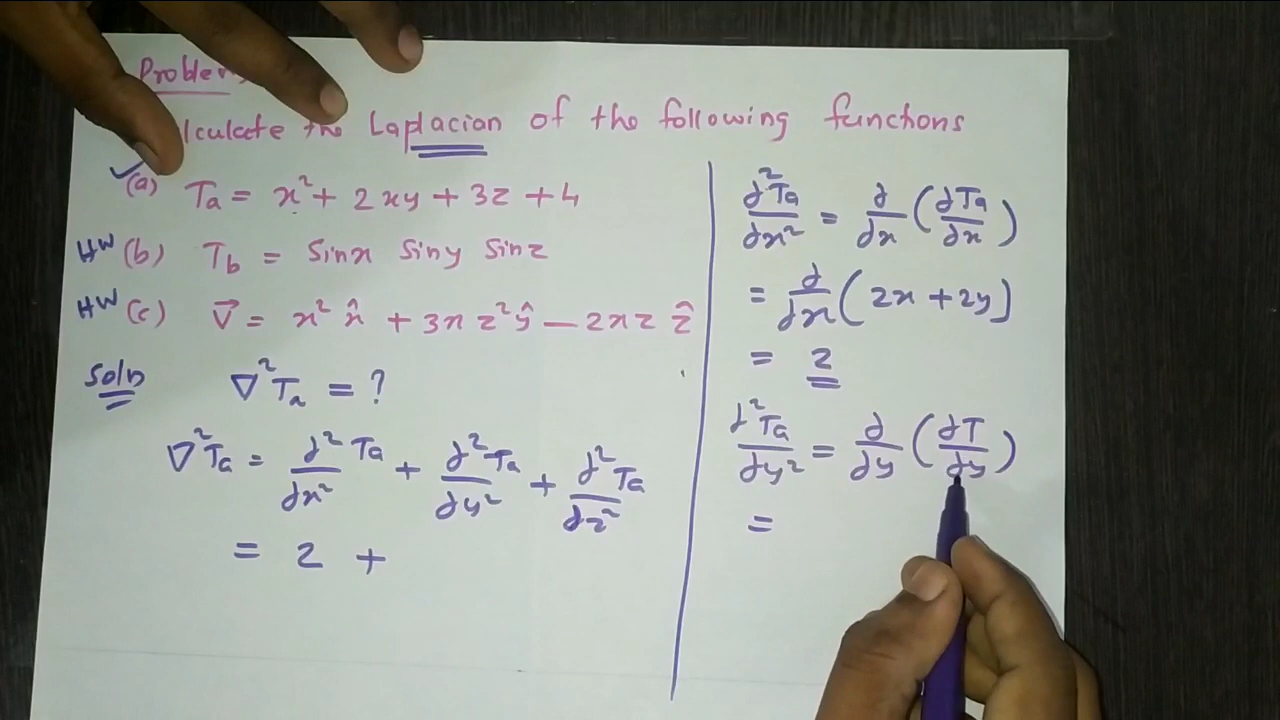 Problem
the Laplacian of the following functions
(a) Ta = x² + 2xy + 3z + 4
HW (b) Tb = sinx siny sinz
HW (c) v⃗ = x² x̂ + 3xz² ŷ − 2xz ẑ
Soln ∇²Ta = ?
∇²Ta = ∂²Ta/∂x² + ∂²Ta/∂y² + ∂²Ta/∂z²
= 2 +
∂²Ta/∂x² = ∂/∂x (∂Ta/∂x)
= ∂/∂x (2x + 2y)
= 2
∂²Ta/∂y² = ∂/∂y (∂T/∂y)
=